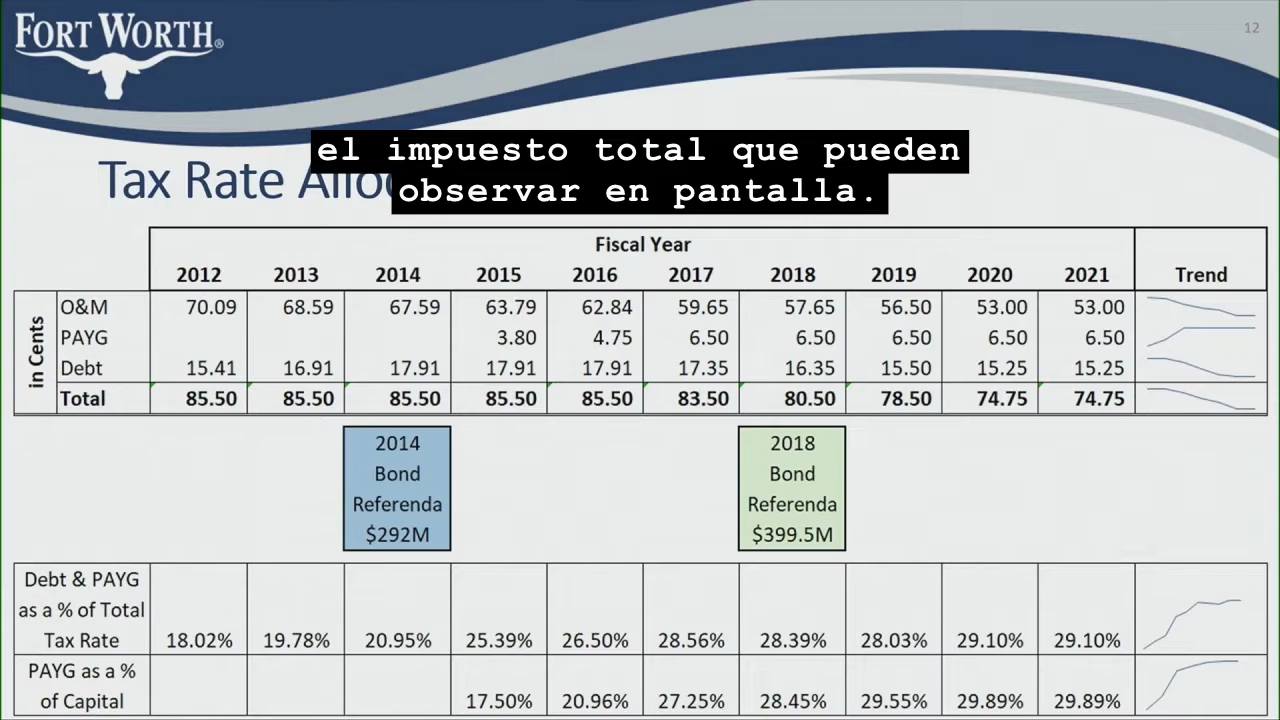 FORT WORTH®
12
el impuesto total que pueden
observar en pantalla.
Tax Rate
Fiscal Year
2012 2013 2014 2015 2016 2017 2018 2019 2020 2021 Trend
in Cents
O&M 70.09 68.59 67.59 63.79 62.84 59.65 57.65 56.50 53.00 53.00
PAYG 3.80 4.75 6.50 6.50 6.50 6.50 6.50
Debt 15.41 16.91 17.91 17.91 17.91 17.35 16.35 15.50 15.25 15.25
Total 85.50 85.50 85.50 85.50 85.50 83.50 80.50 78.50 74.75 74.75
2014
Bond
Referenda
$292M
2018
Bond
Referenda
$399.5M
Debt & PAYG
as a % of Total
Tax Rate 18.02% 19.78% 20.95% 25.39% 26.50% 28.56% 28.39% 28.03% 29.10% 29.10%
PAYG as a %
of Capital 17.50% 20.96% 27.25% 28.45% 29.55% 29.89% 29.89%